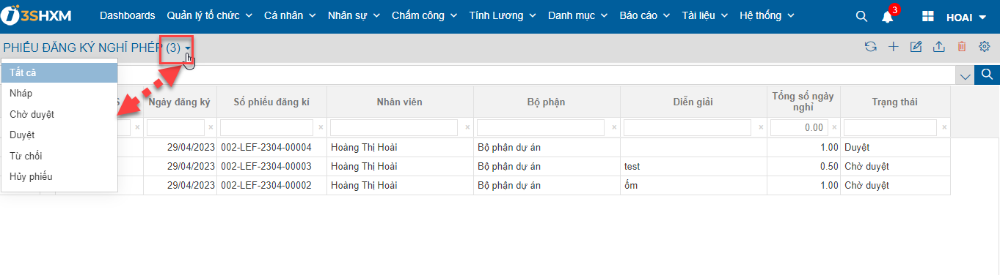 3SHXM Dashboards Quản lý tổ chức Cá nhân Nhân sự Chấm công Tính Lương Danh mục Báo cáo Tài liệu Hệ thống 3 HOAI
PHIẾU ĐĂNG KÝ NGHỈ PHÉP (3)
Tất cả
Nháp
Chờ duyệt
Duyệt
Từ chối
Hủy phiếu
S Ngày đăng ký Số phiếu đăng kí Nhân viên Bộ phận Diễn giải Tổng số ngày nghỉ Trạng thái
× × × × × × 0.00 × ×
29/04/2023 002-LEF-2304-00004 Hoàng Thị Hoài Bộ phận dự án 1.00 Duyệt
29/04/2023 002-LEF-2304-00003 Hoàng Thị Hoài Bộ phận dự án test 0.50 Chờ duyệt
29/04/2023 002-LEF-2304-00002 Hoàng Thị Hoài Bộ phận dự án ốm 1.00 Chờ duyệt